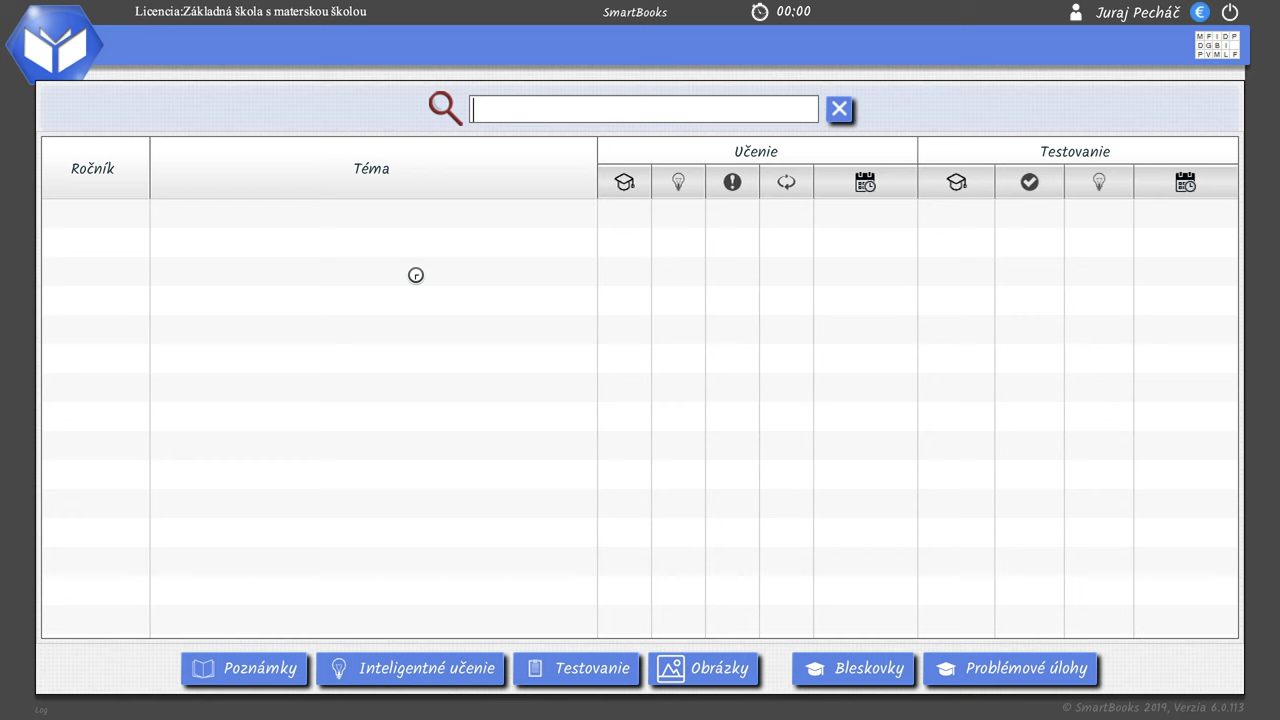 Licencia:Základná škola s materskou školou
SmartBooks
00:00
Juraj Pecháč
M F I D P
D G B I
P V M L F
Ročník
Téma
Učenie
Testovanie
Poznámky
Inteligentné učenie
Testovanie
Obrázky
Bleskovky
Problémové úlohy
Log
© SmartBooks 2019, Verzia 6.0.113